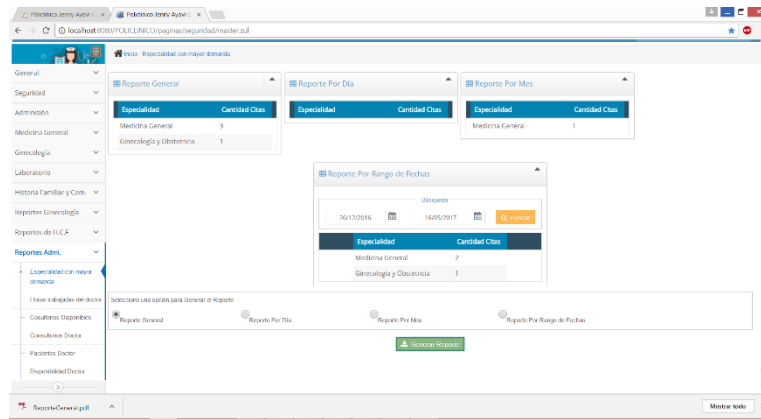 Policlínico Jenny Ayoví C
Policlínico Jenny Ayoví C
localhost:8080/POLICLINICO/paginas/seguridad/master.zul
Inicio Especialidad con mayor demanda
General
Seguridad
Admisión
Medicina General
Ginecología
Laboratorio
Historia Familiar y Com.
Reportes Ginecología
Reportes de H.C.F
Reportes Admi.
Especialidad con mayor
demanda
Horas trabajadas del doctor
Cosultorios Disponibles
Consultorios Doctor
Pacientes Doctor
Disponibilidad Doctor
Reporte General
Especialidad Cantidad Citas
Medicina General 3
Ginecología y Obstetricia 1
Reporte Por Día
Especialidad Cantidad Citas
Reporte Por Mes
Especialidad Cantidad Citas
Medicina General 1
Reporte Por Rango de Fechas
Búsqueda
26/12/2016 16/05/2017 Buscar
Especialidad Cantidad Citas
Medicina General 2
Ginecología y Obstetricia 1
Seleccione una opción para Generar el Reporte:
Reporte General Reporte Por Día Reporte Por Mes Reporte Por Rango de Fechas
Generar Reporte
ReporteGeneral.pdf
Mostrar todo